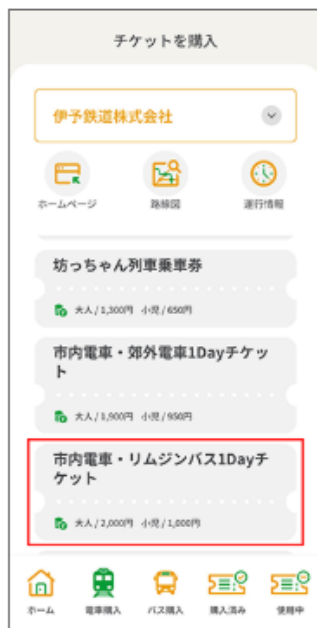 チケットを購入
伊予鉄道株式会社
ホームページ 路線図 運行情報
坊っちゃん列車乗車券
大人/1,300円 小児/650円
市内電車・郊外電車1Dayチケッ
ト
大人/1,900円 小児/950円
市内電車・リムジンバス1Dayチ
ケット
大人/2,000円 小児/1,000円
ホーム 電車購入 バス購入 購入済み 使用中